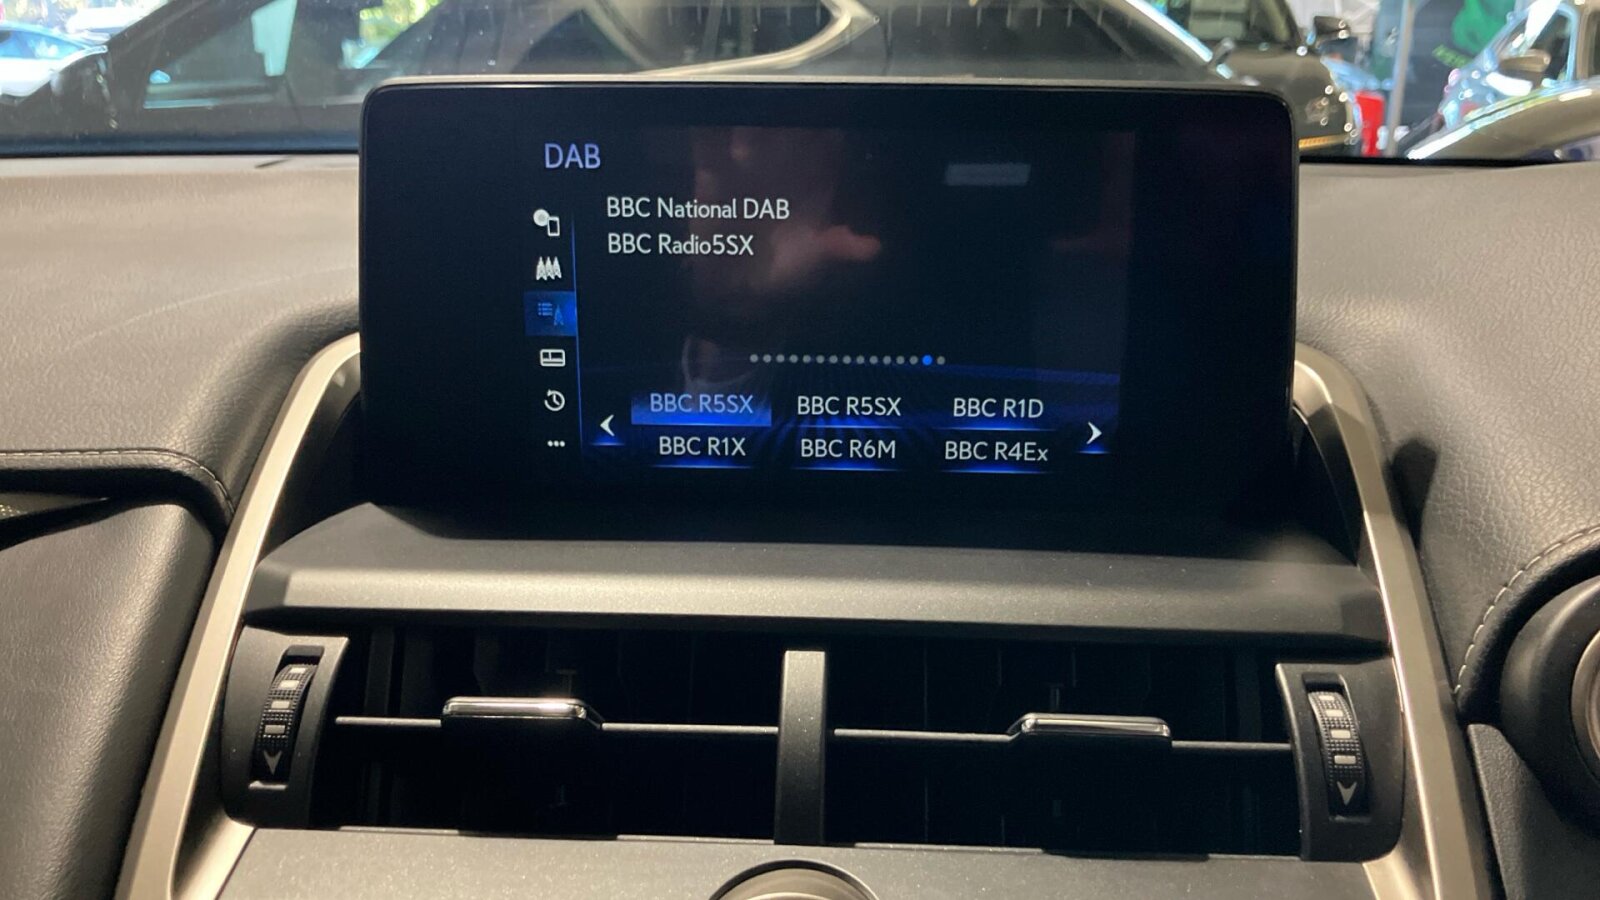 DAB
BBC National DAB
BBC Radio5SX
BBC R5SX BBC R5SX BBC R1D
BBC R1X BBC R6M BBC R4Ex